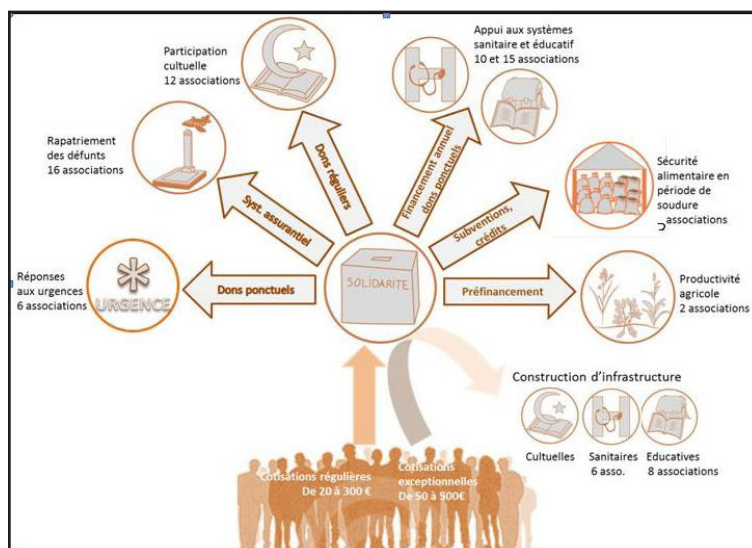 Participation
cultuelle
12 associations
Appui aux systèmes
sanitaire et éducatif
10 et 15 associations
Rapatriement
des défunts
16 associations
Sécurité
alimentaire en
période de
soudure
associations
Réponses
aux urgences
6 associations
URGENCE
Productivité
agricole
2 associations
Dons ponctuels
Syst. assurantiel
Dons réguliers
Financement annuel
dons ponctuels
Subventions,
crédits
Préfinancement
SOLIDARITE
Construction d’infrastructure
Cultuelles
Sanitaires
6 asso.
Educatives
8 associations
Cotisations régulières
De 20 à 300 €
Cotisations
exceptionnelles
De 50 à 500€